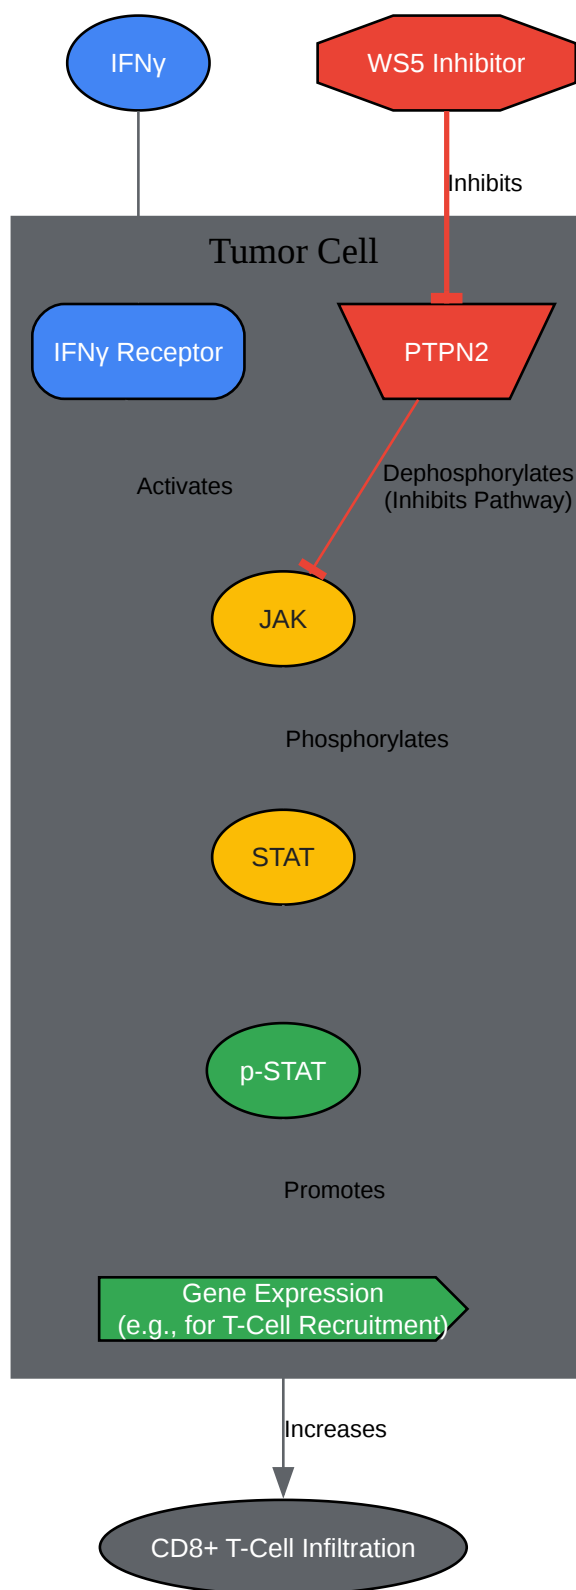 IFNγ
WS5 Inhibitor
Inhibits
Tumor Cell
IFNγ Receptor
PTPN2
Activates
Dephosphorylates
(Inhibits Pathway)
JAK
Phosphorylates
STAT
p-STAT
Promotes
Gene Expression
(e.g., for T-Cell Recruitment)
Increases
CD8+ T-Cell Infiltration